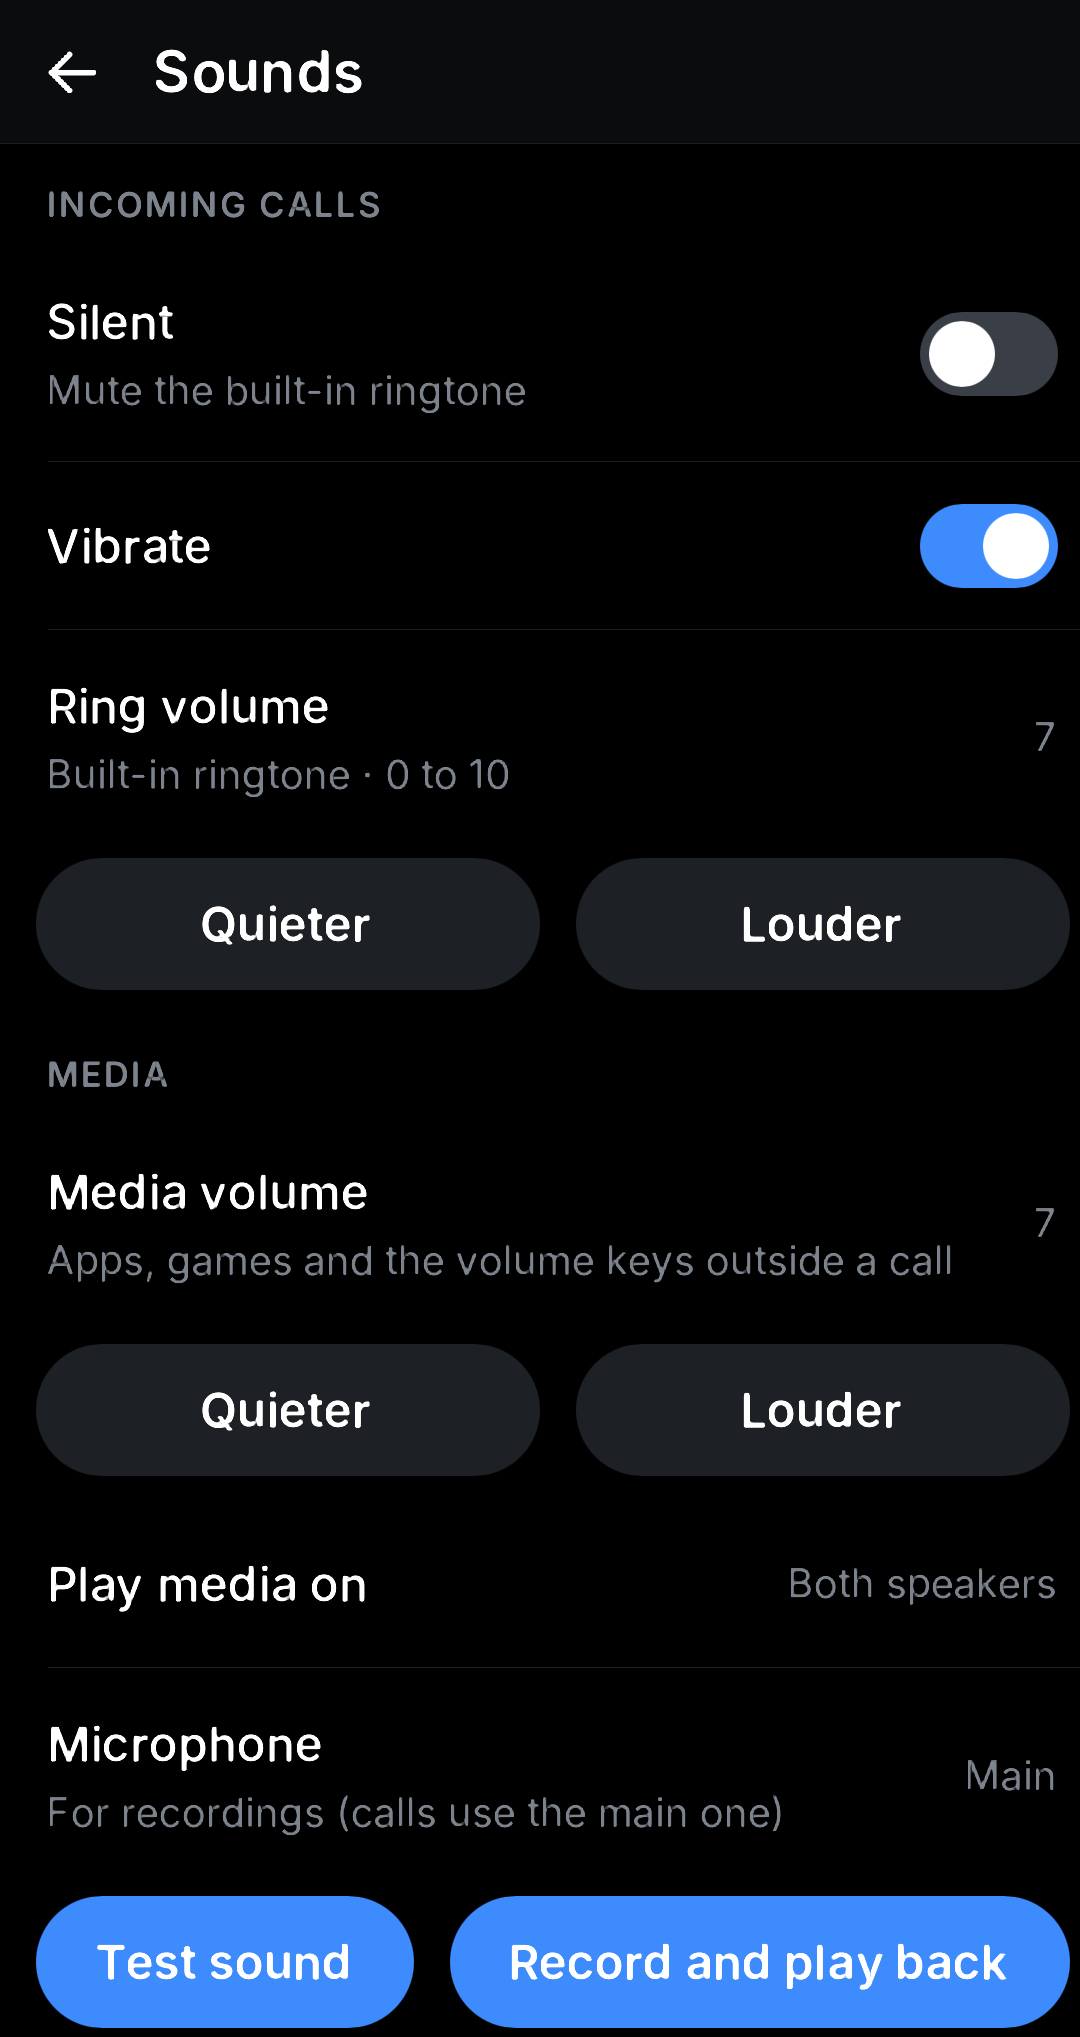 Sounds
INCOMING CALLS
Silent
Mute the built-in ringtone
Vibrate
Ring volume
7
Built-in ringtone · 0 to 10
Quieter Louder
MEDIA
Media volume
7
Apps, games and the volume keys outside a call
Quieter Louder
Play media on Both speakers
Microphone
Main
For recordings (calls use the main one)
Test sound Record and play back